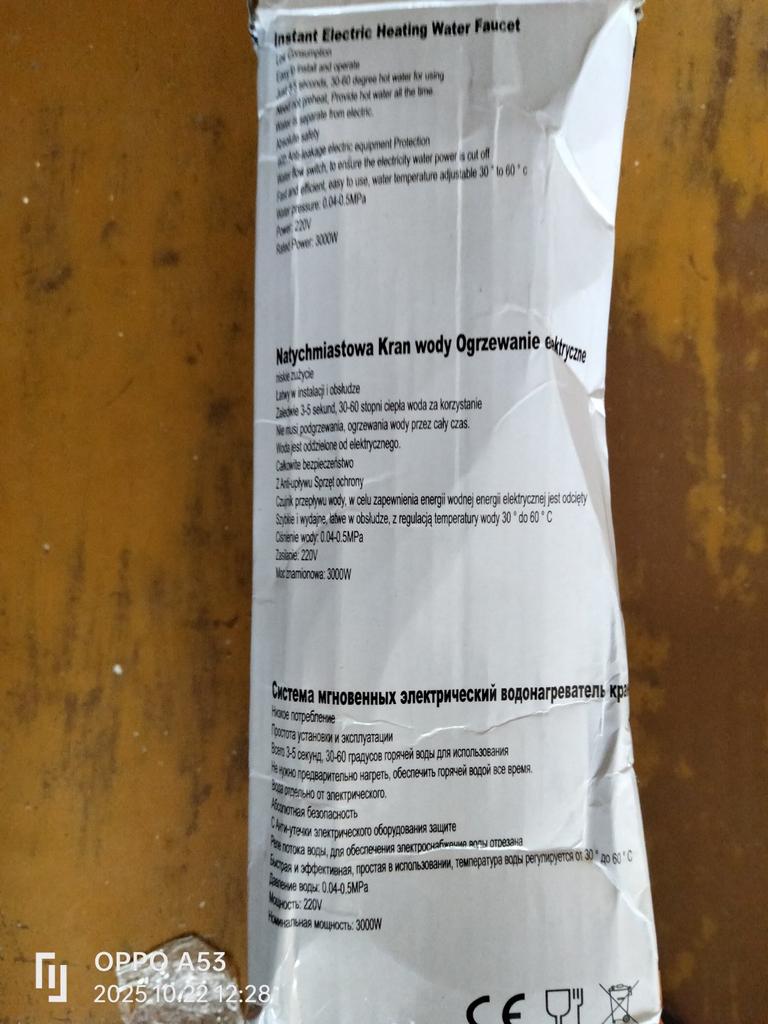 Instant Electric Heating Water Faucet
Low Consumption
Easy to install and operate
Just 3-5 seconds, 30-60 degree hot water for using
Need not preheat, Provide hot water all the time.
Water is separate from electric.
Absolute safety
Anti-leakage electric equipment Protection
Water flow switch, to ensure the electricity water power is cut off
Fast and efficient, easy to use, water temperature adjustable 30 ° to 60 ° c
Water pressure: 0.04-0.5MPa
Power: 220V
Rated Power: 3000W
Natychmiastowa Kran wody Ogrzewanie elektryczne
niskie zużycie
Łatwy w instalacji i obsłudze
Zaledwie 3-5 sekund, 30-60 stopni ciepła woda za korzystanie
Nie musi podgrzewania, ogrzewania wody przez cały czas.
Woda jest oddzielone od elektrycznego.
Całkowite bezpieczeństwo
Z Anti-upływu Sprzęt ochrony
Czujnik przepływu wody, w celu zapewnienia energii wodnej energii elektrycznej jest odcięty
Szybkie i wydajne, łatwe w obsłudze, z regulacją temperatury wody 30 ° do 60 ° C
Ciśnienie wody: 0.04-0.5MPa
Zasilanie: 220V
Moc znamionowa: 3000W
Система мгновенных электрический водонагреватель кран
Низкое потребление
Простота установки и эксплуатации
Всего 3-5 секунд, 30-60 градусов горячей воды для использования
Не нужно предварительно нагреть, обеспечить горячей водой все время.
Вода отдельно от электрического.
Абсолютная безопасность
С Анти-утечки электрического оборудования защите
Реле потока воды, для обеспечения электроснабжение воды отрезана
Быстрая и эффективная, простая в использовании, температура воды регулируется от 30 ° до 60 ° C
Давление воды: 0.04-0.5MPa
Мощность: 220V
Номинальная мощность: 3000W
CE
OPPO A53
2025.10.22 12:28